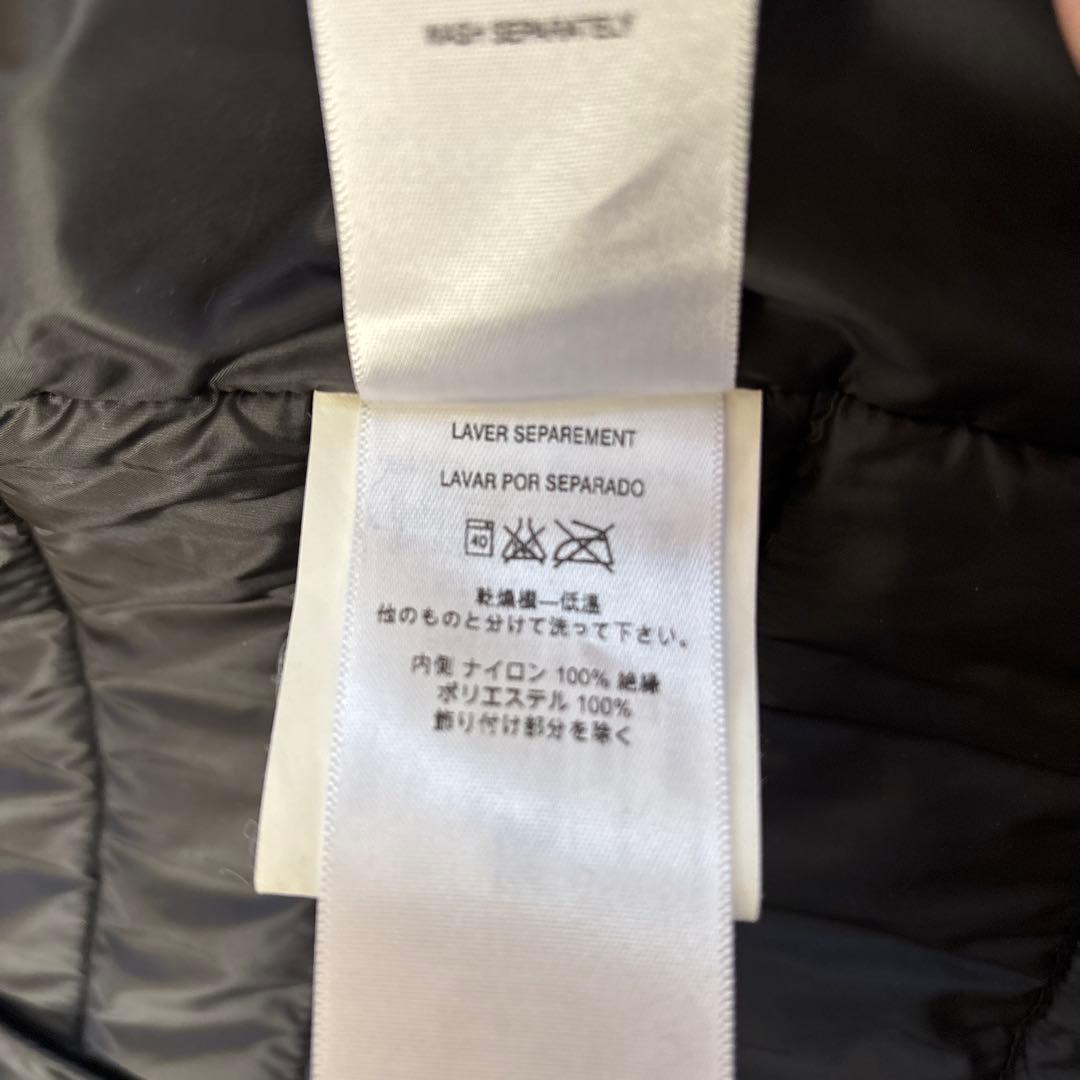 WASH SEPARATELY
LAVER SEPAREMENT
LAVAR POR SEPARADO
40
乾燥機—低温
他のものと分けて洗って下さい。
内側 ナイロン 100% 絶縁
ポリエステル 100%
飾り付け部分を除く